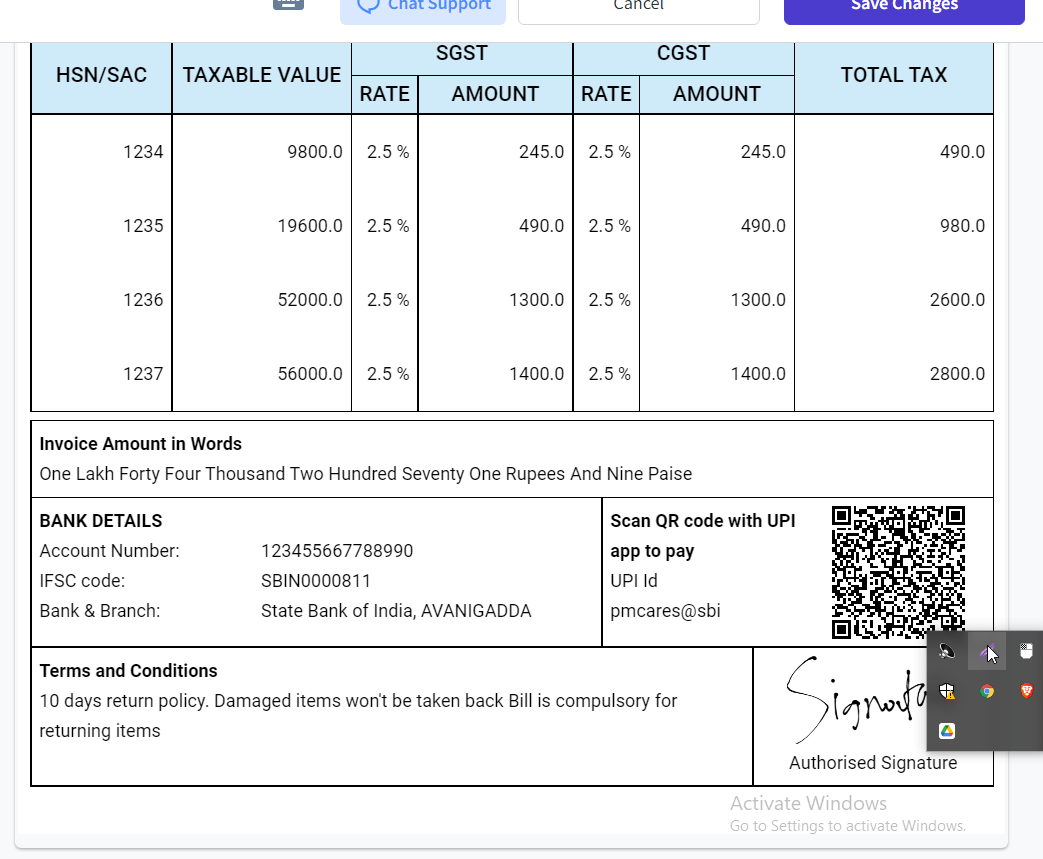 Chat Support
Cancel
Save Changes
HSN/SAC TAXABLE VALUE SGST CGST TOTAL TAX
RATE AMOUNT RATE AMOUNT
1234 9800.0 2.5 % 245.0 2.5 % 245.0 490.0
1235 19600.0 2.5 % 490.0 2.5 % 490.0 980.0
1236 52000.0 2.5 % 1300.0 2.5 % 1300.0 2600.0
1237 56000.0 2.5 % 1400.0 2.5 % 1400.0 2800.0
Invoice Amount in Words
One Lakh Forty Four Thousand Two Hundred Seventy One Rupees And Nine Paise
BANK DETAILS
Account Number: 123455667788990
IFSC code: SBIN0000811
Bank & Branch: State Bank of India, AVANIGADDA
Scan QR code with UPI
app to pay
UPI Id
pmcares@sbi
Terms and Conditions
10 days return policy. Damaged items won't be taken back Bill is compulsory for
returning items
Authorised Signature
Activate Windows
Go to Settings to activate Windows.